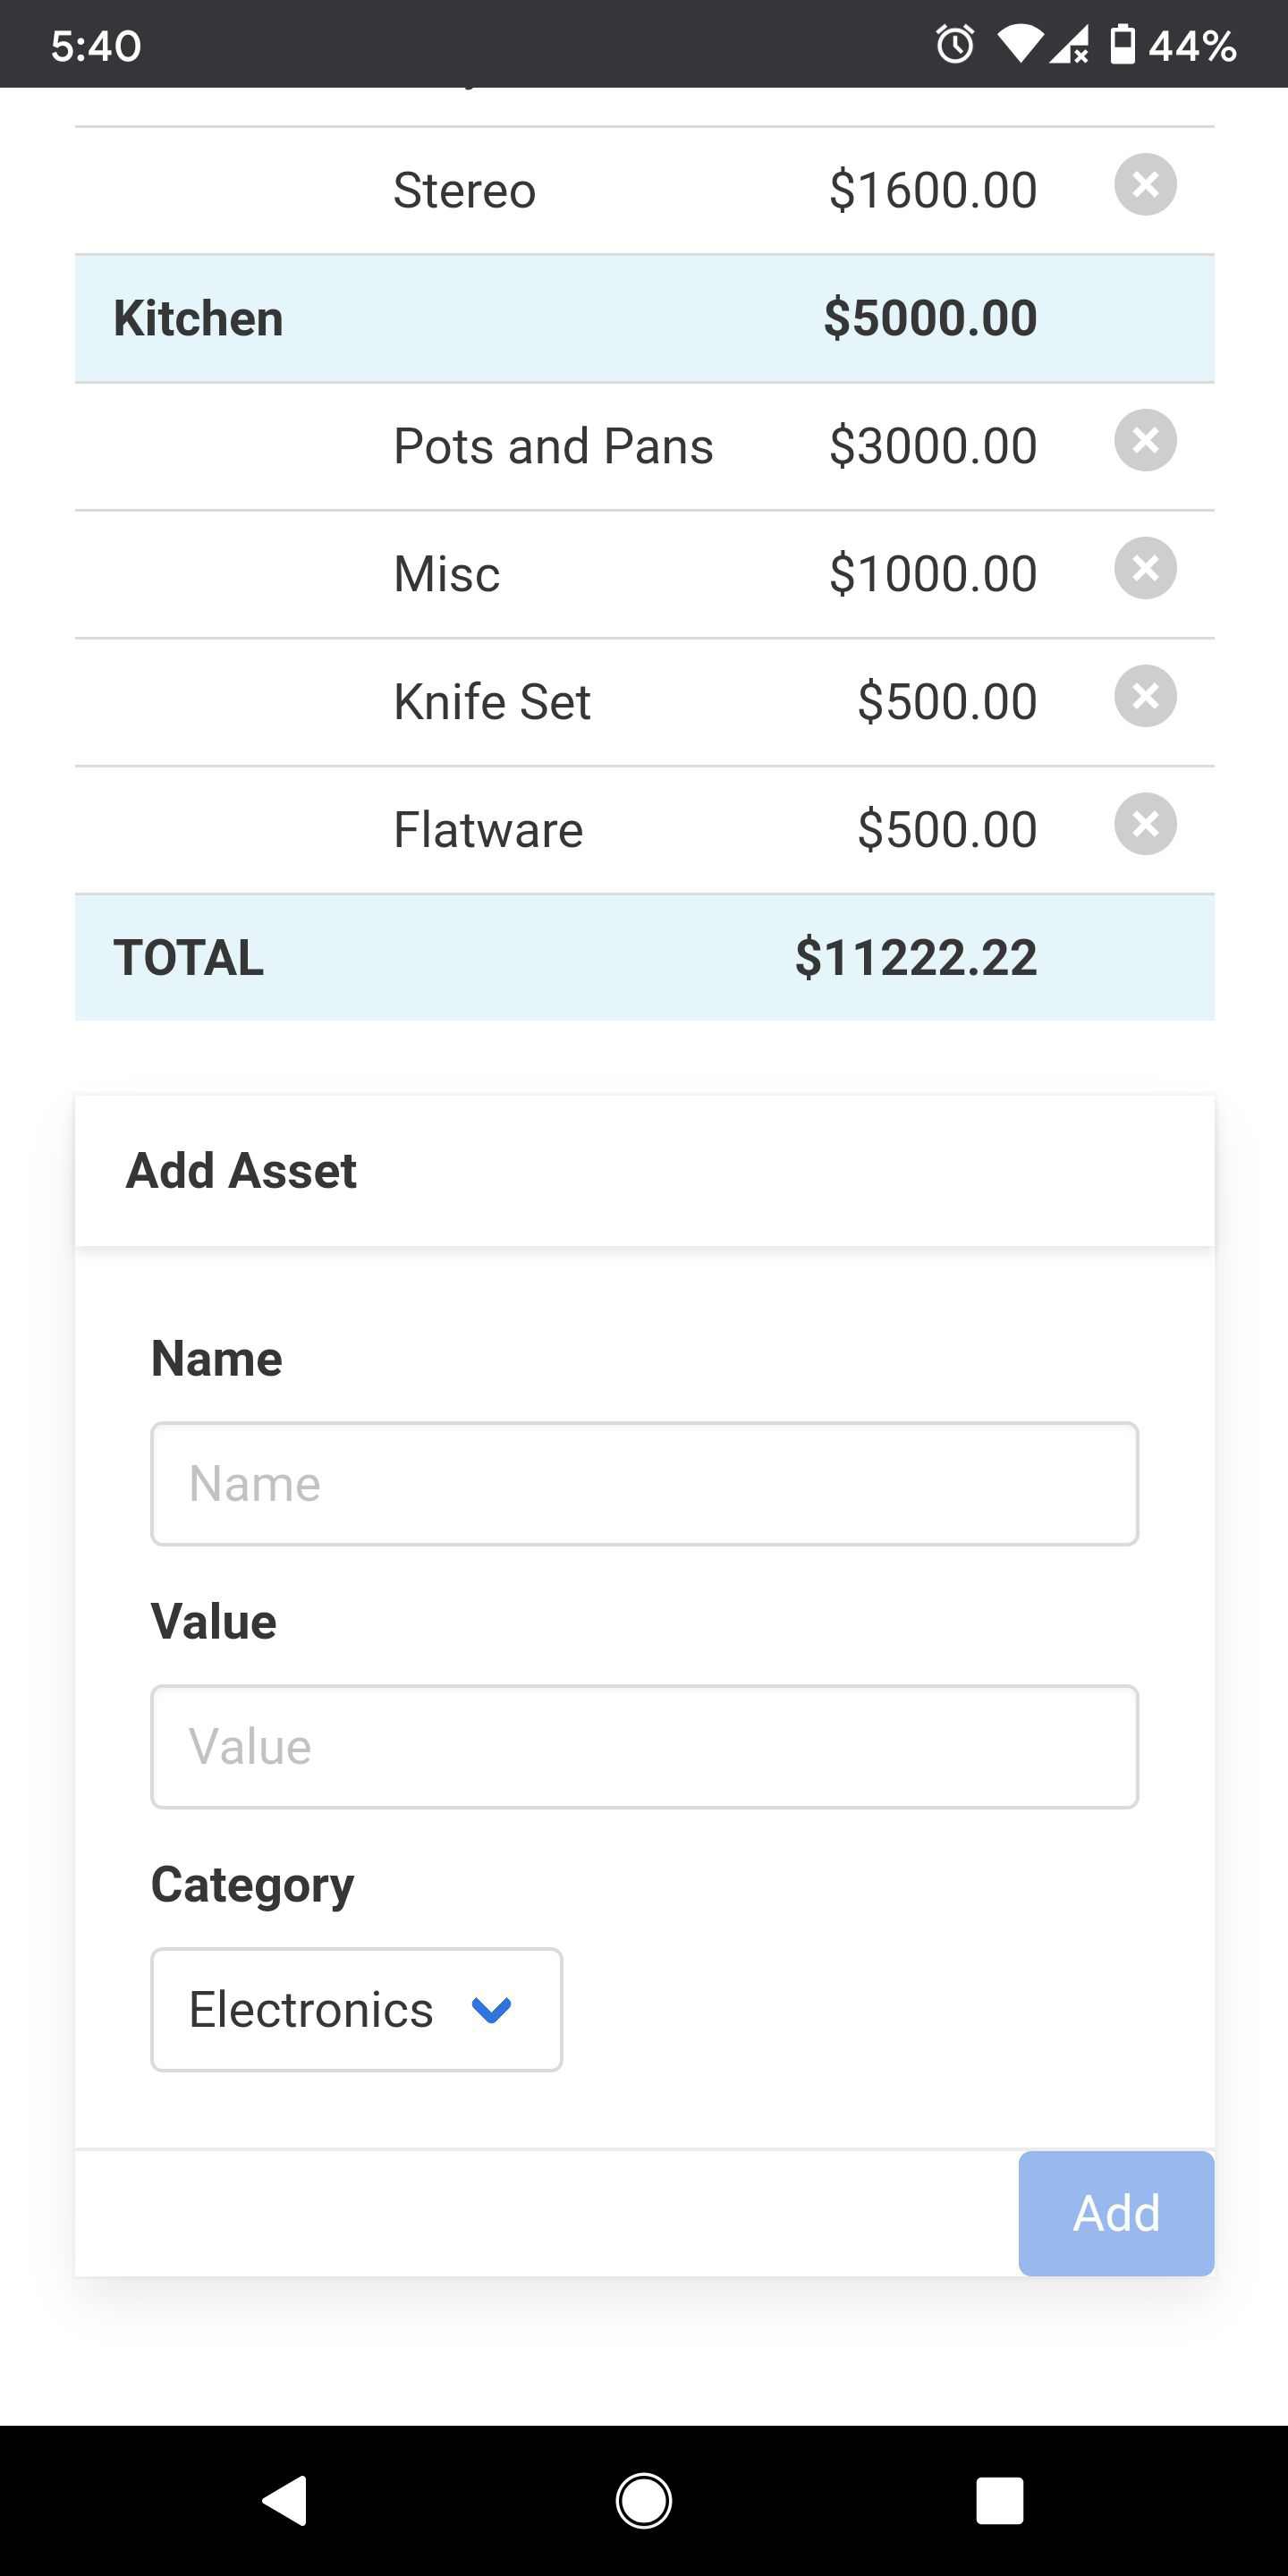 5:40 44%
Stereo $1600.00
Kitchen $5000.00
Pots and Pans $3000.00
Misc $1000.00
Knife Set $500.00
Flatware $500.00
TOTAL $11222.22
Add Asset
Name
Name
Value
Value
Category
Electronics
Add